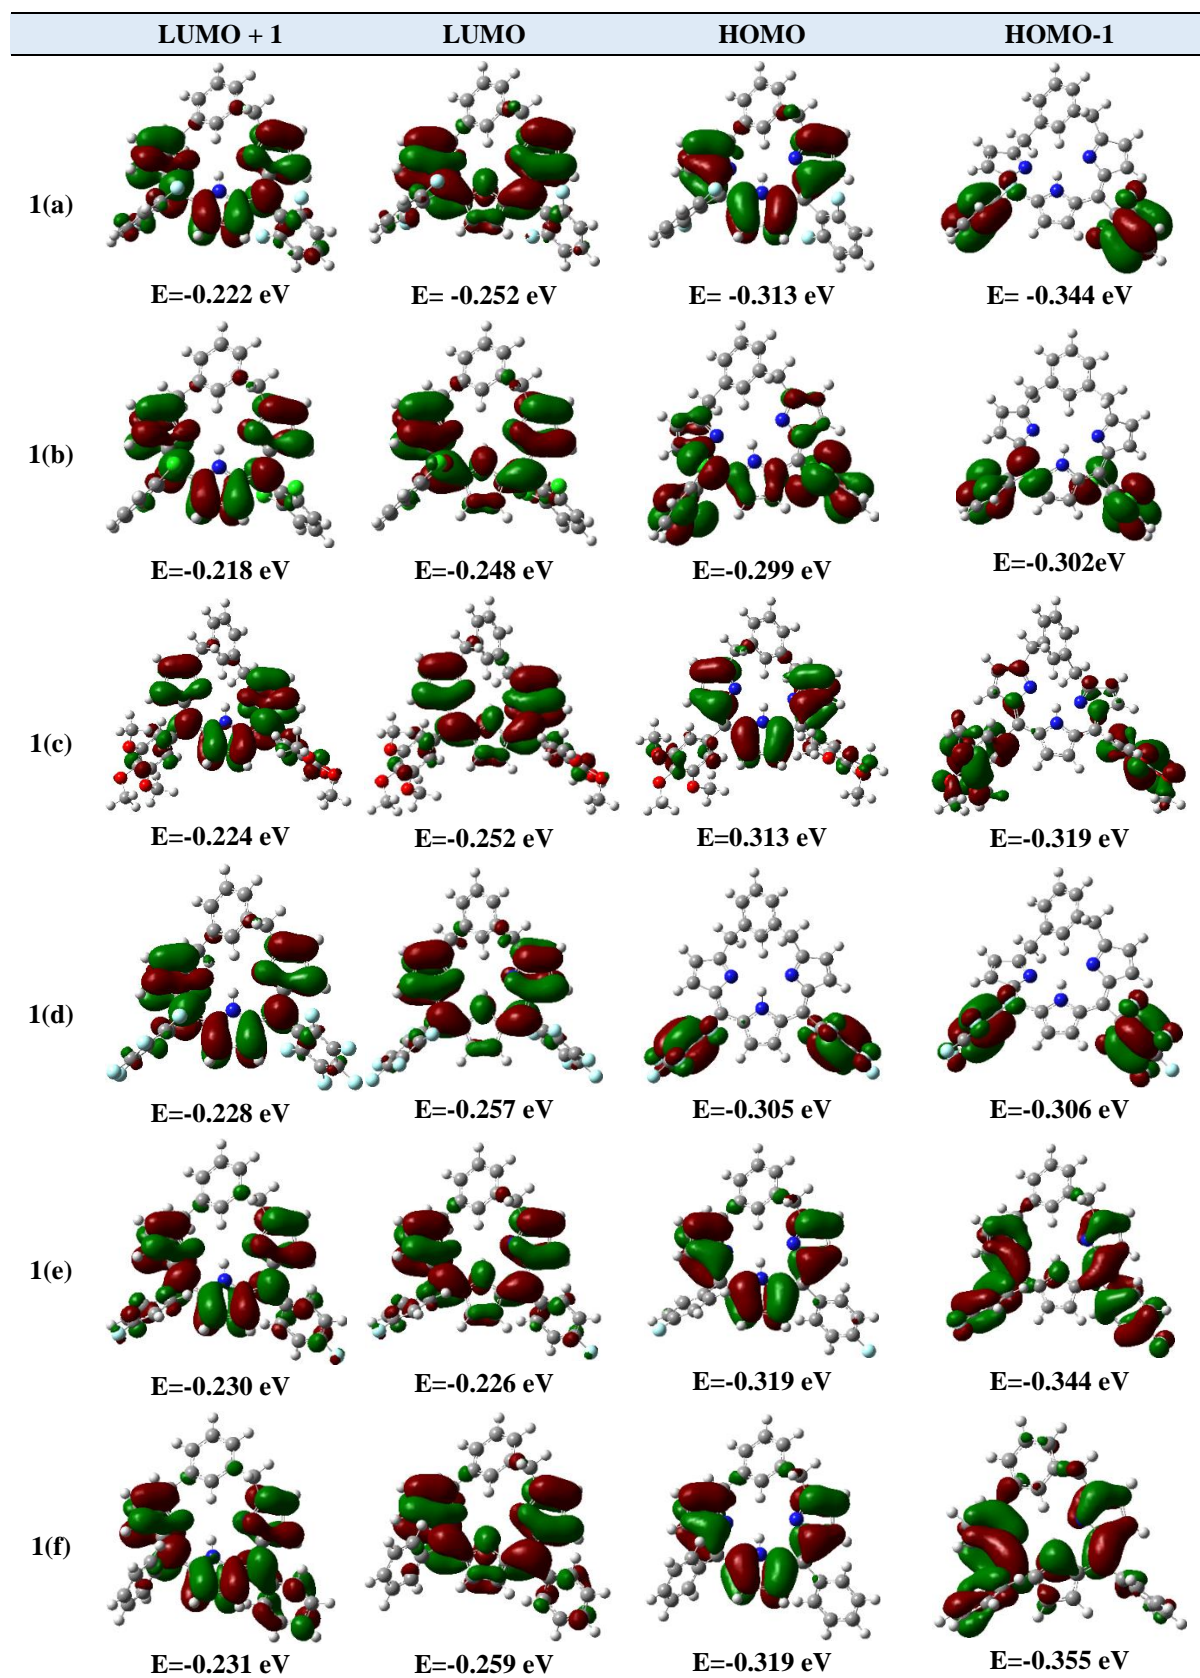 LUMO + 1 LUMO HOMO HOMO-1
1(a)
E=-0.222 eV E= -0.252 eV E= -0.313 eV E= -0.344 eV
1(b)
E=-0.218 eV E=-0.248 eV E=-0.299 eV E=-0.302eV
1(c)
E=-0.224 eV E=-0.252 eV E=0.313 eV E=-0.319 eV
1(d)
E=-0.228 eV E=-0.257 eV E=-0.305 eV E=-0.306 eV
1(e)
E=-0.230 eV E=-0.226 eV E=-0.319 eV E=-0.344 eV
1(f)
E=-0.231 eV E=-0.259 eV E=-0.319 eV E=-0.355 eV